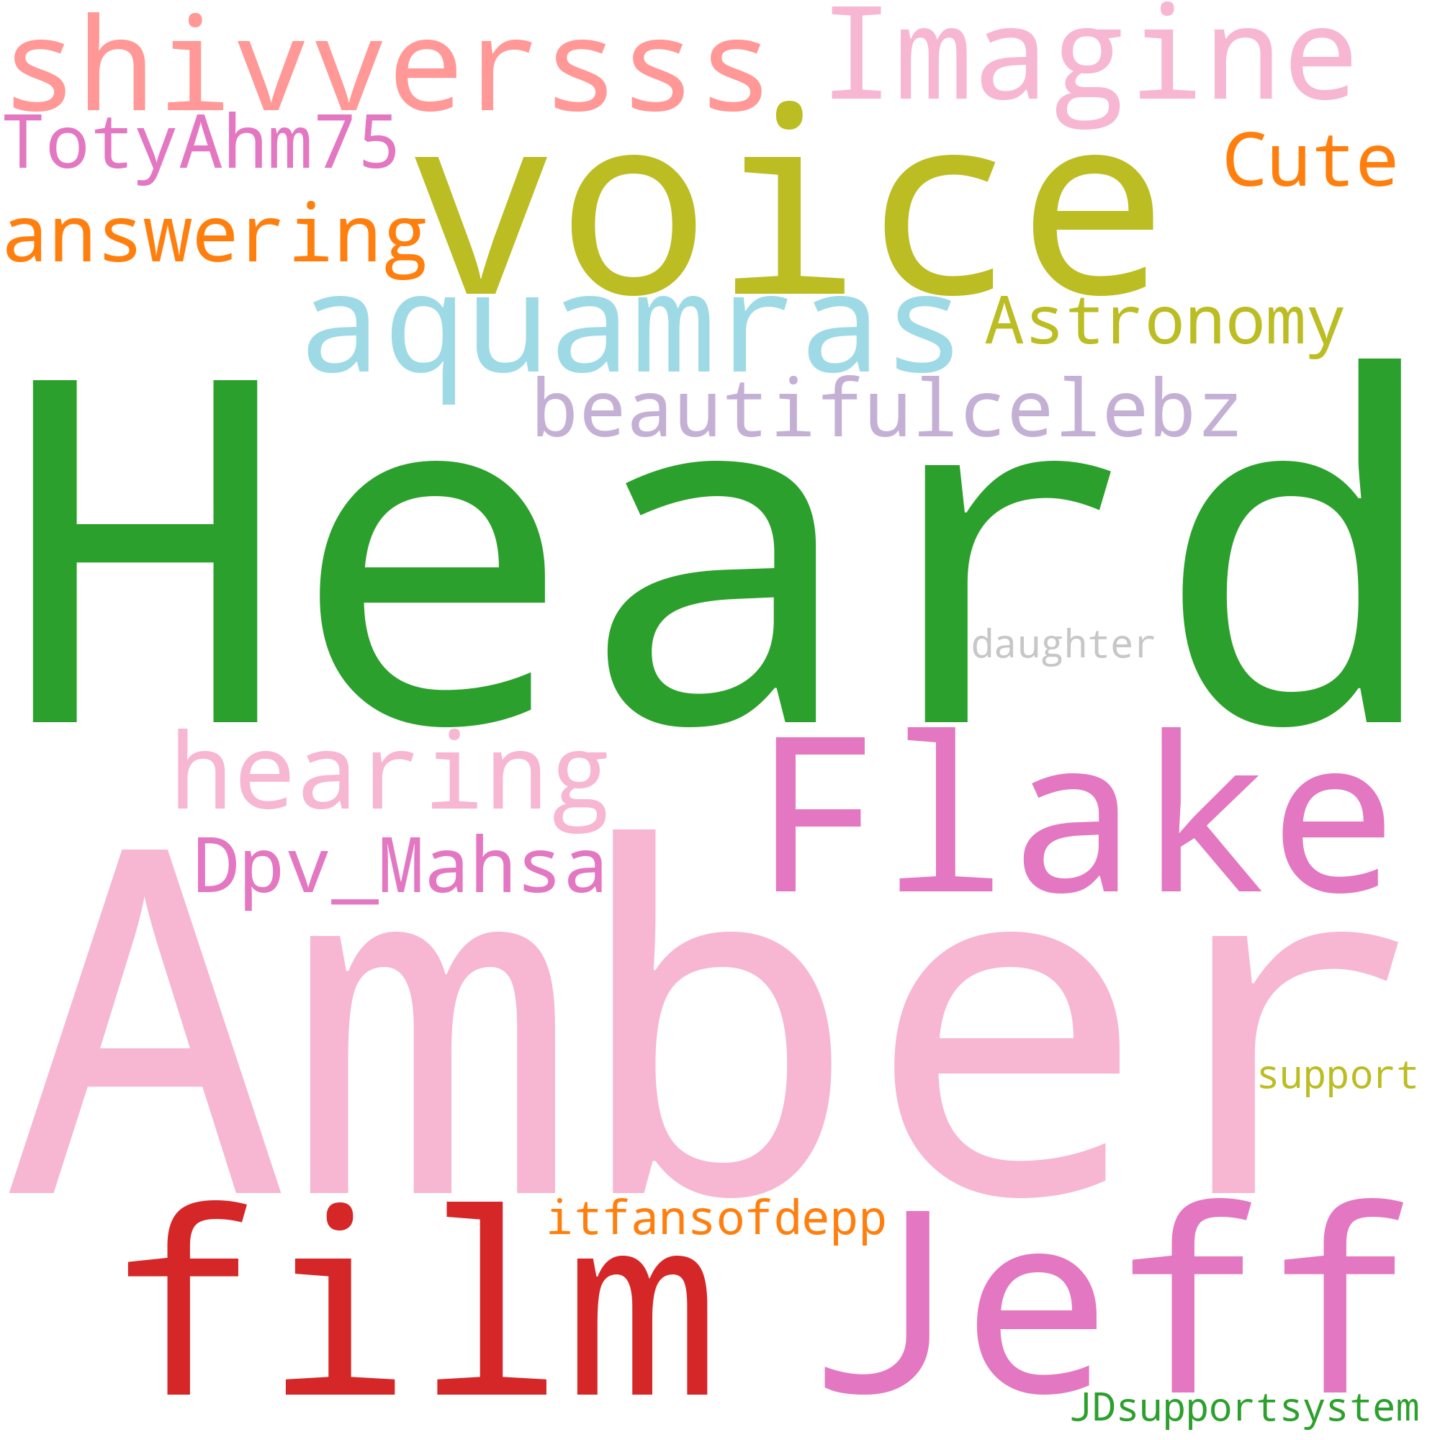 shivversss
Imagine
TotyAhm75
voice
Cute
answering
aquamras
Astronomy
beautifulcelebz
Heard
daughter
hearing
Flake
Dpv_Mahsa
Amber
support
film
itfansofdepp
Jeff
JDsupportsystem